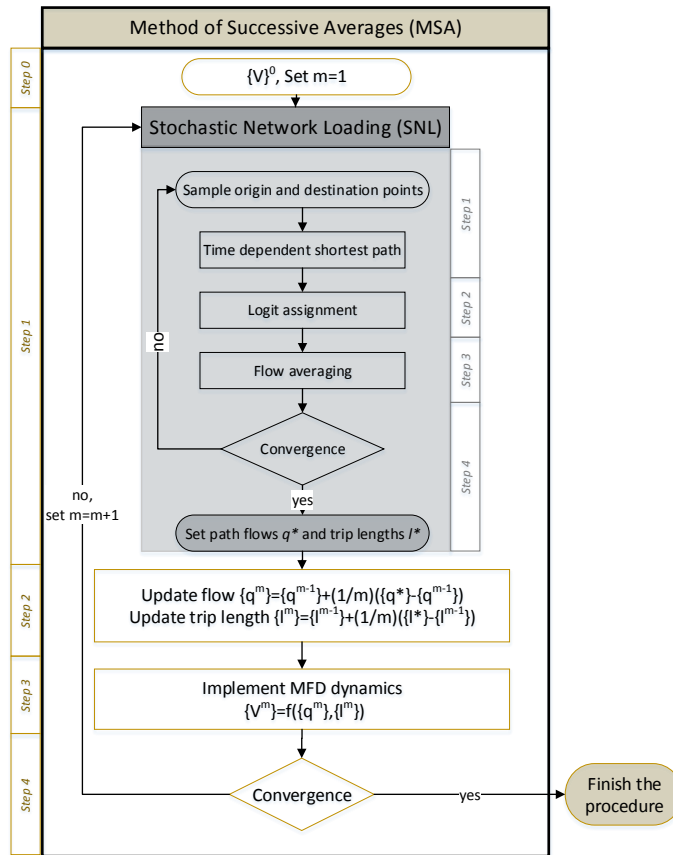 Method of Successive Averages (MSA)
Step 0
{V}⁰, Set m=1
Step 1
Stochastic Network Loading (SNL)
Sample origin and destination points
Step 1
Time dependent shortest path
Logit assignment
Step 2
no
Flow averaging
Step 3
Convergence
Step 4
yes
no,
set m=m+1
Set path flows q* and trip lengths l*
Step 2
Update flow {qᵐ}={qᵐ⁻¹}+(1/m)({q*}-{qᵐ⁻¹})
Update trip length {lᵐ}={lᵐ⁻¹}+(1/m)({l*}-{lᵐ⁻¹})
Step 3
Implement MFD dynamics
{Vᵐ}=f({qᵐ},{lᵐ})
Step 4
Convergence
yes
Finish the
procedure